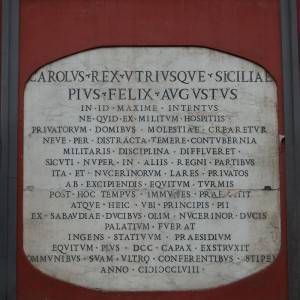 CAROLVS · REX · VTRIVSQVE · SICILIAE
PIVS · FELIX · AVGVSTVS
IN · ID · MAXIME · INTENTVS
NE · QVID · EX · MILITVM · HOSPITIIS
PRIVATORVM · DOMIBVS · MOLESTIAE · CREARETVR
NEVE · PER · DISTRACTA · TEMERE · CONTVBERNIA
MILITARIS · DISCIPLINA · DIFFLVERET
SICVTI · NVPER · IN · ALIIS · REGNI · PARTIBVS
ITA · ET · NVCERINORVM · LARES · PRIVATOS
AB · EXCIPIENDIS · EQVITVM · TVRMIS
POST · HOC · TEMPVS · IMMVNES · PRAESTITIT
ATQVE · HEIC · VBI · PRINCIPIS · PII
EX · SABAVDIAE · DVCIBVS · OLIM · NVCERINOR · DVCIS
PALATIVM · FVERAT
INGENS · STATIVVM · PRAESIDIVM
EQVITVM · PLVS · DCC · CAPAX · EXSTRVXIT
COMMVNIBVS · SVAM · VLTRO · CONFERENTIBVS · STIPEM
ANNO · CIƆIƆCCLVIII ·